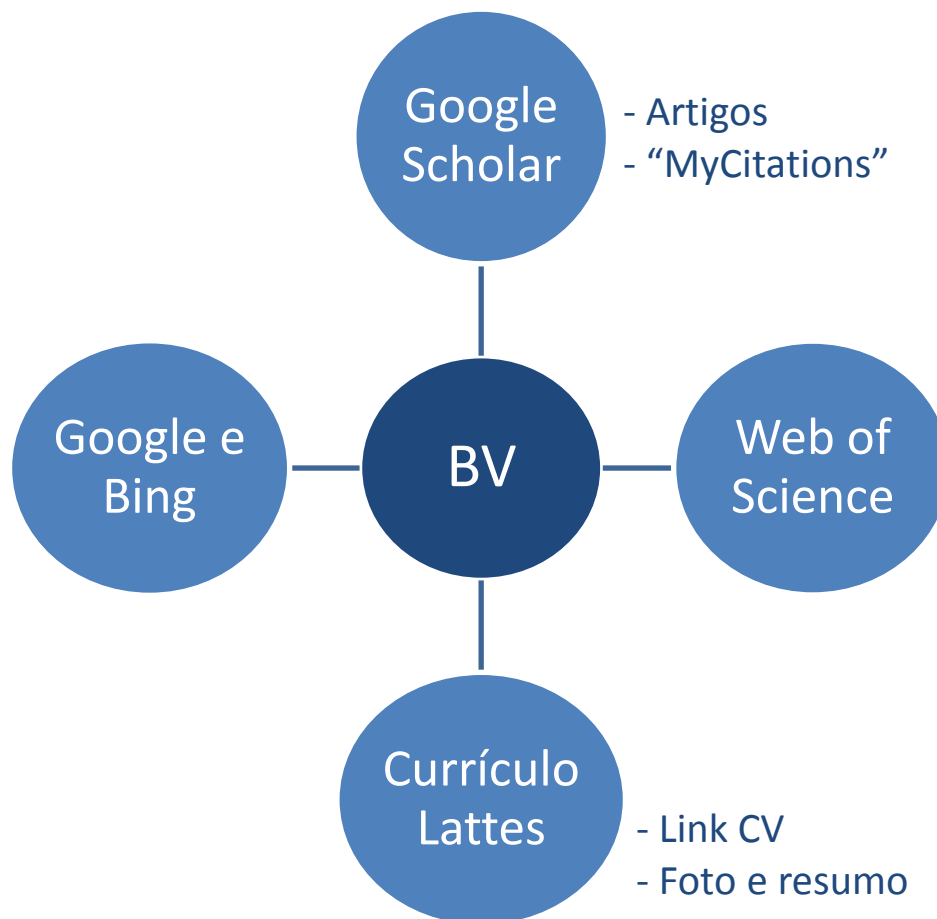 Google
Scholar
- Artigos
- “MyCitations”
Google e
Bing
BV
Web of
Science
Currículo
Lattes
- Link CV
- Foto e resumo